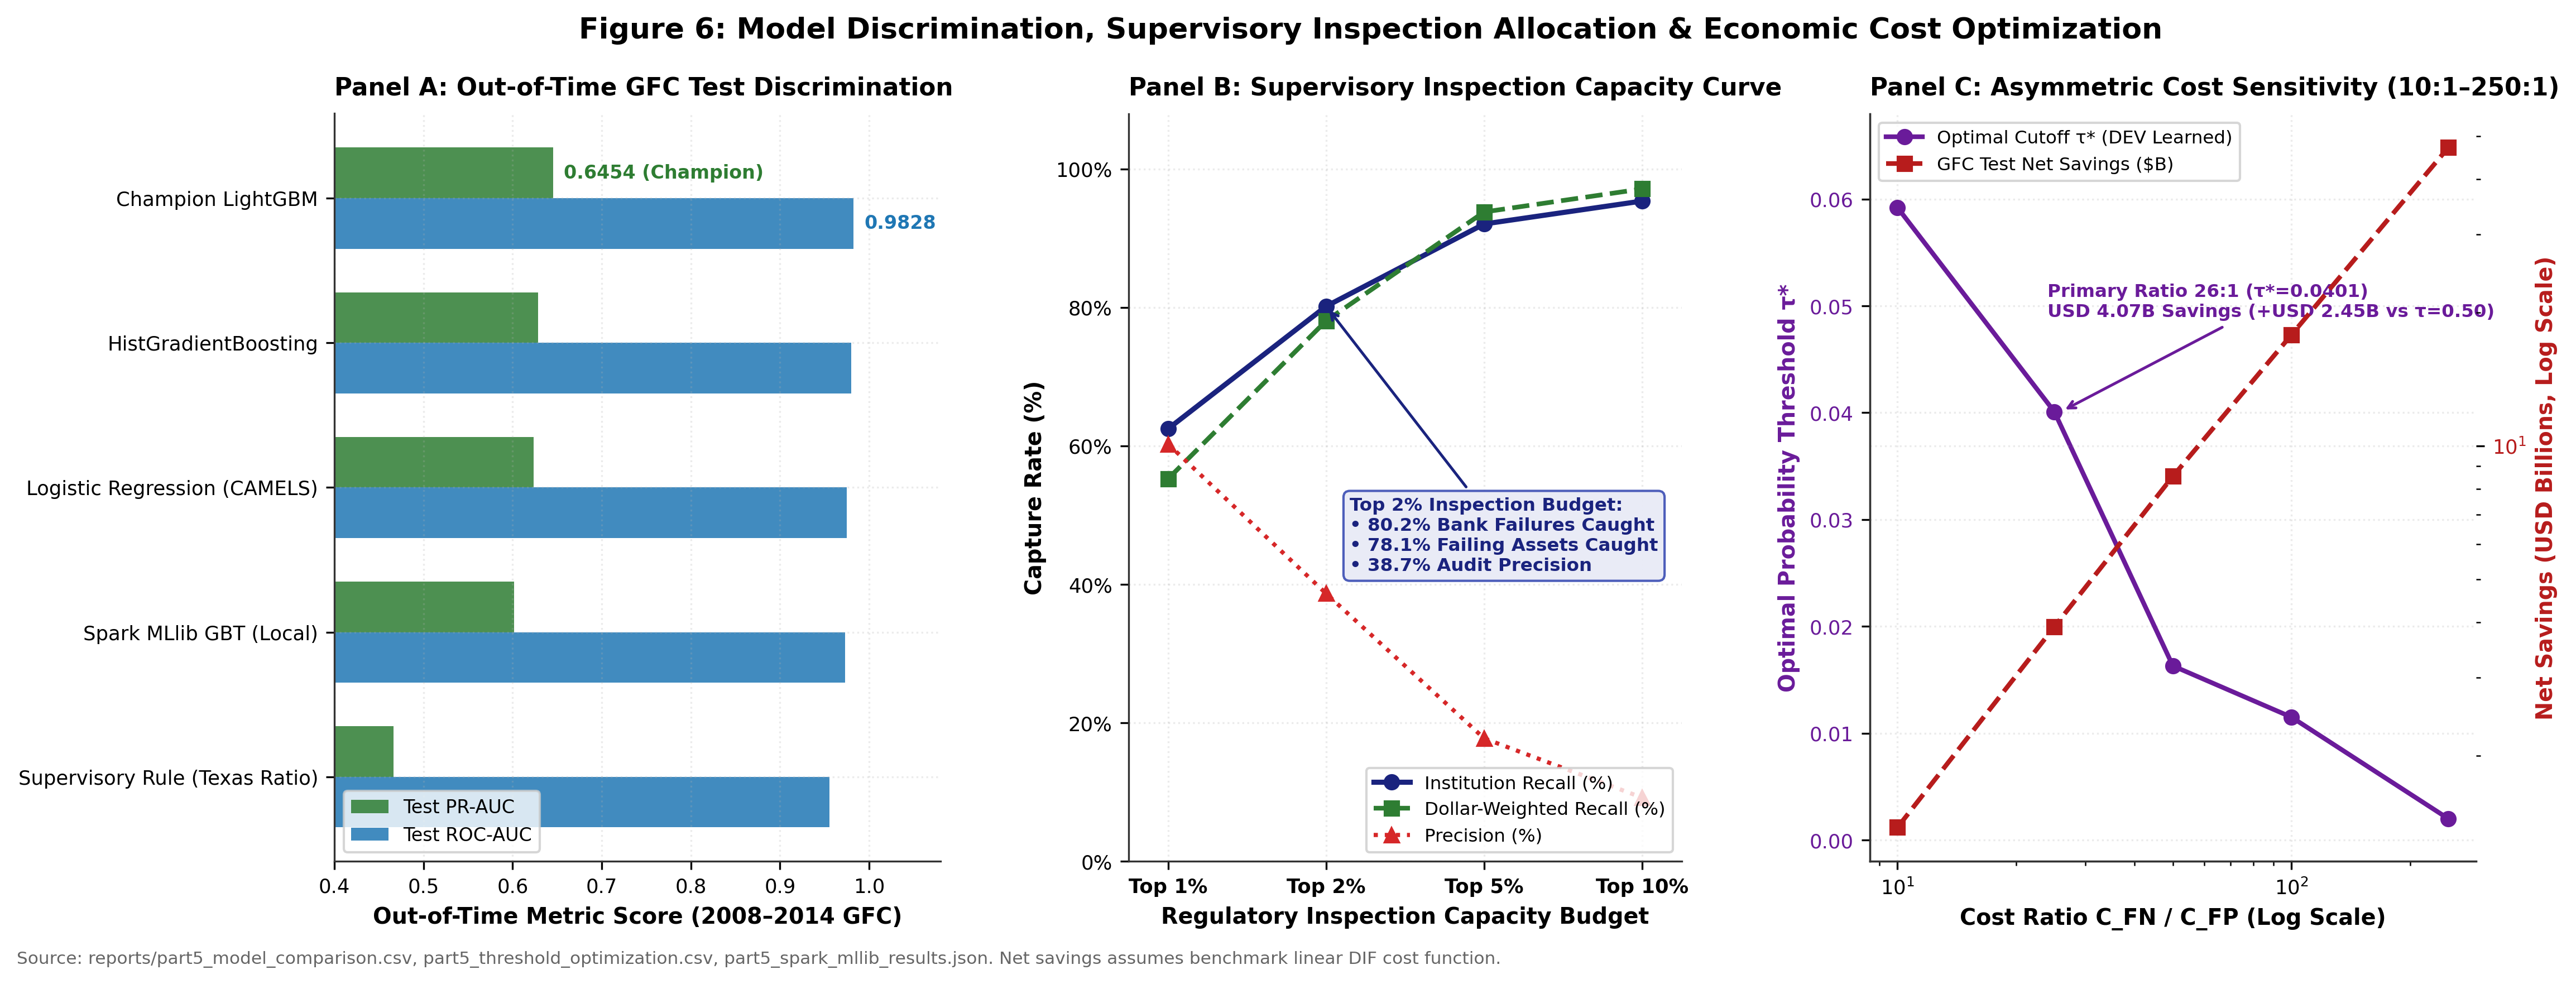 Figure 6: Model Discrimination, Supervisory Inspection Allocation & Economic Cost Optimization
Panel A: Out-of-Time GFC Test Discrimination
Champion LightGBM
HistGradientBoosting
Logistic Regression (CAMELS)
Spark MLlib GBT (Local)
Supervisory Rule (Texas Ratio)
0.6454 (Champion)
0.9828
Test PR-AUC
Test ROC-AUC
0.4 0.5 0.6 0.7 0.8 0.9 1.0
Out-of-Time Metric Score (2008–2014 GFC)
Panel B: Supervisory Inspection Capacity Curve
Capture Rate (%)
100%
80%
60%
40%
20%
0%
Top 2% Inspection Budget:
• 80.2% Bank Failures Caught
• 78.1% Failing Assets Caught
• 38.7% Audit Precision
Institution Recall (%)
Dollar-Weighted Recall (%)
Precision (%)
Top 1% Top 2% Top 5% Top 10%
Regulatory Inspection Capacity Budget
Panel C: Asymmetric Cost Sensitivity (10:1–250:1)
Optimal Cutoff τ* (DEV Learned)
GFC Test Net Savings ($B)
Optimal Probability Threshold τ*
0.06
0.05
0.04
0.03
0.02
0.01
0.00
Primary Ratio 26:1 (τ*=0.0401)
USD 4.07B Savings (+USD 2.45B vs τ=0.50)
10¹
Net Savings (USD Billions, Log Scale)
10¹ 10²
Cost Ratio C_FN / C_FP (Log Scale)
Source: reports/part5_model_comparison.csv, part5_threshold_optimization.csv, part5_spark_mllib_results.json. Net savings assumes benchmark linear DIF cost function.